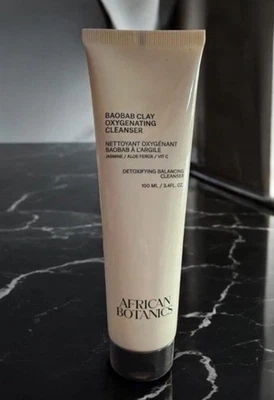 BAOBAB CLAY
OXYGENATING
CLEANSER
NETTOYANT OXYGÉNANT
BAOBAB À L'ARGILE
JASMINE / ALOE FEROX / VIT C
DETOXIFYING BALANCING
CLEANSER
100 ML / 3.4FL. OZ
AFRICAN
BOTANICS